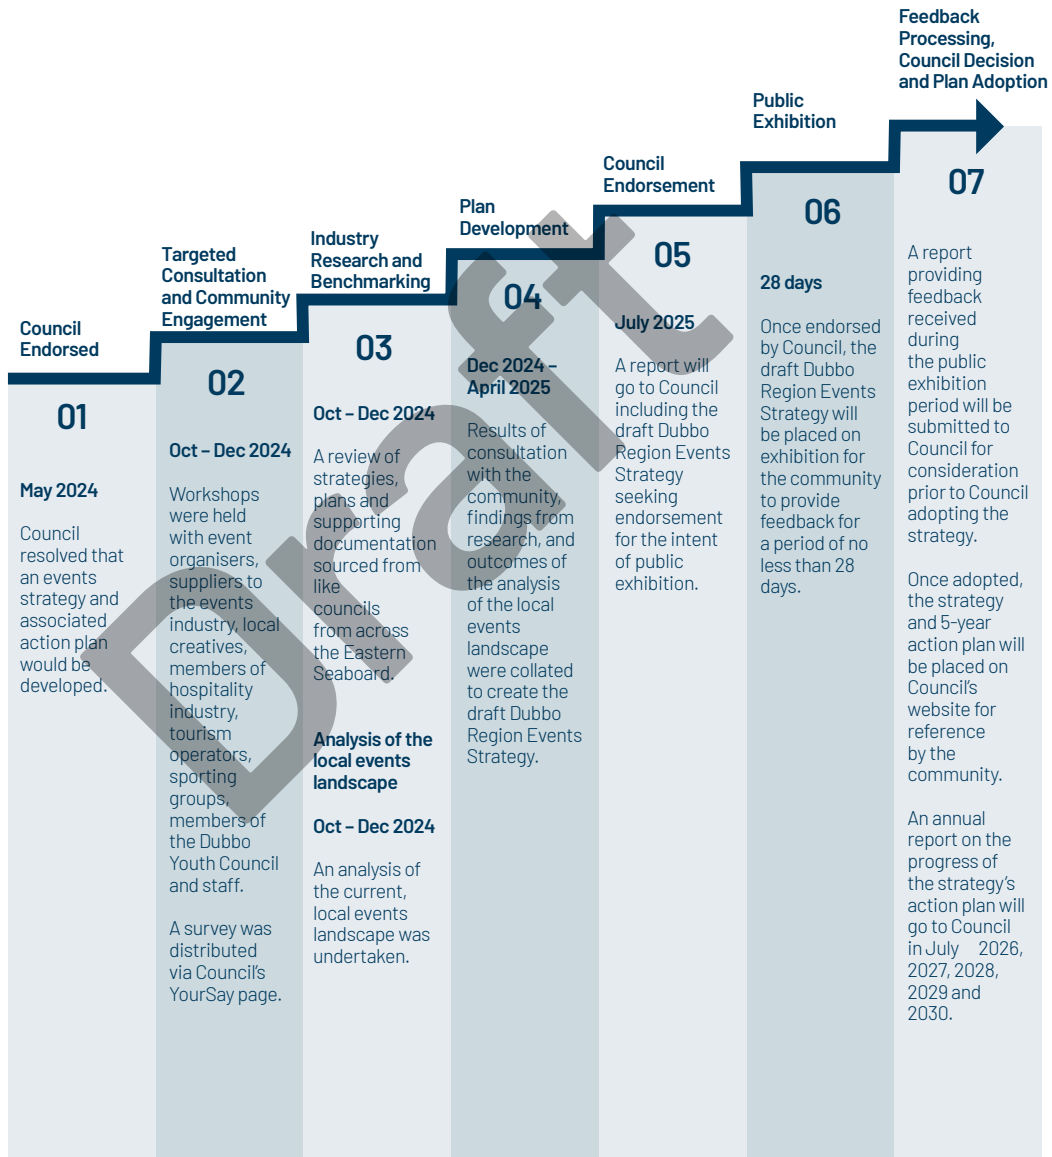 Council
Endorsed
01
May 2024
Council
resolved that
an events
strategy and
associated
action plan
would be
developed.
Targeted
Consultation
and Community
Engagement
02
Oct – Dec 2024
Workshops
were held
with event
organisers,
suppliers to
the events
industry, local
creatives,
members of
hospitality
industry,
tourism
operators,
sporting
groups,
members of
the Dubbo
Youth Council
and staff.
A survey was
distributed
via Council's
YourSay page.
Industry
Research and
Benchmarking
03
Oct – Dec 2024
A review of
strategies,
plans and
supporting
documentation
sourced from
like
councils
from across
the Eastern
Seaboard.
Analysis of the
local events
landscape
Oct – Dec 2024
An analysis of
the current,
local events
landscape was
undertaken.
Plan
Development
04
Dec 2024 –
April 2025
Results of
consultation
with the
community,
findings from
research, and
outcomes of
the analysis
of the local
events
landscape
were collated
to create the
draft Dubbo
Region Events
Strategy.
Council
Endorsement
05
July 2025
A report will
go to Council
including the
draft Dubbo
Region Events
Strategy
seeking
endorsement
for the intent
of public
exhibition.
Public
Exhibition
06
28 days
Once endorsed
by Council, the
draft Dubbo
Region Events
Strategy will
be placed on
exhibition for
the community
to provide
feedback for
a period of no
less than 28
days.
Feedback
Processing,
Council Decision
and Plan Adoption
07
A report
providing
feedback
received
during
the public
exhibition
period will be
submitted to
Council for
consideration
prior to Council
adopting the
strategy.
Once adopted,
the strategy
and 5-year
action plan will
be placed on
Council's
website for
reference
by the
community.
An annual
report on the
progress of
the strategy's
action plan will
go to Council
in July 2026,
2027, 2028,
2029 and
2030.
Draft